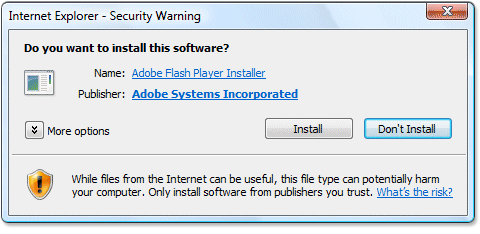 Internet Explorer - Security Warning
Do you want to install this software?
Name: Adobe Flash Player Installer
Publisher: Adobe Systems Incorporated
More options
Install
Don't Install
While files from the Internet can be useful, this file type can potentially harm
your computer. Only install software from publishers you trust. What's the risk?